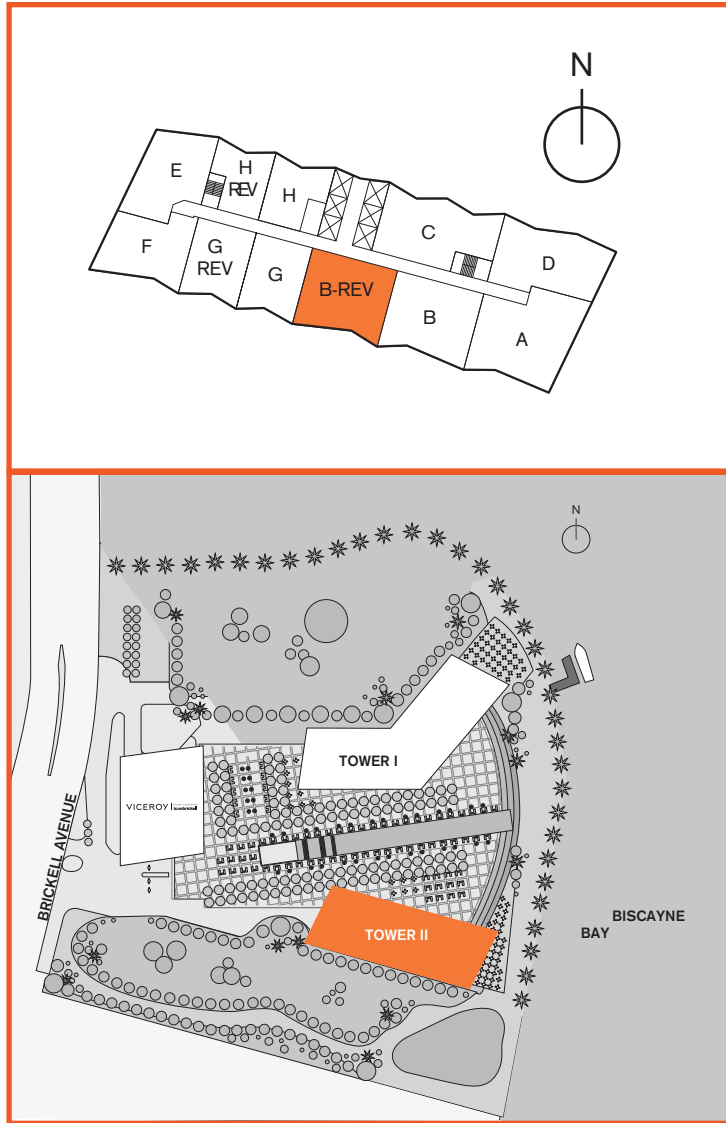 N
E
H
REV
H
C
D
F
G
REV
G
B-REV
B
A
N
TOWER I
VICEROY
BRICKELL AVENUE
TOWER II
BISCAYNE
BAY